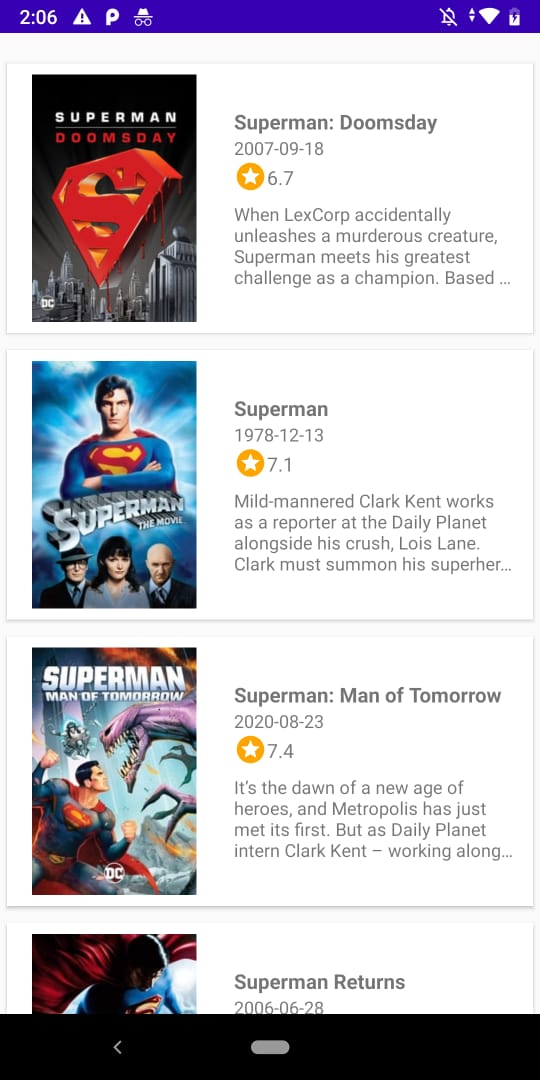 2:06
SUPERMAN
DOOMSDAY
DC
Superman: Doomsday
2007-09-18
6.7
When LexCorp accidentally
unleashes a murderous creature,
Superman meets his greatest
challenge as a champion. Based …
SUPERMAN
THE MOVIE
Superman
1978-12-13
7.1
Mild-mannered Clark Kent works
as a reporter at the Daily Planet
alongside his crush, Lois Lane.
Clark must summon his superher…
SUPERMAN
MAN OF TOMORROW
DC
Superman: Man of Tomorrow
2020-08-23
7.4
It’s the dawn of a new age of
heroes, and Metropolis has just
met its first. But as Daily Planet
intern Clark Kent – working along…
Superman Returns
2006-06-28